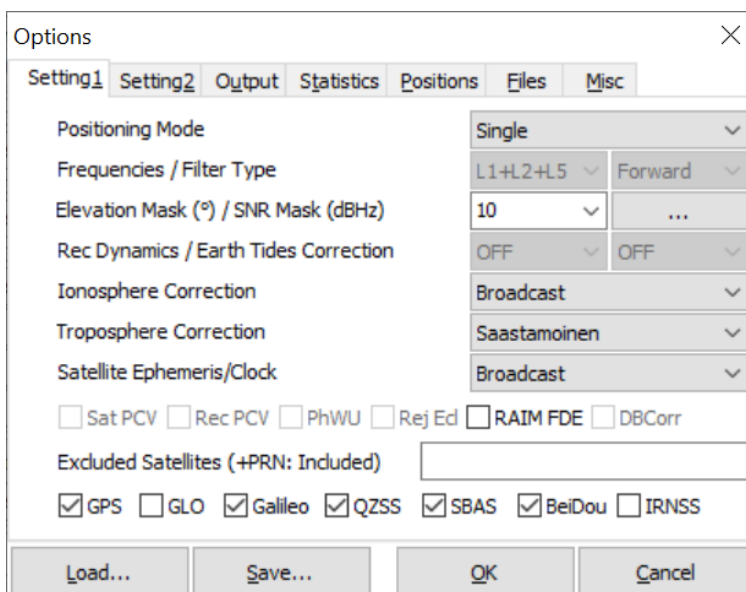 Options
Setting1 Setting2 Output Statistics Positions Files Misc
Positioning Mode Single
Frequencies / Filter Type L1+L2+L5 Forward
Elevation Mask (°) / SNR Mask (dBHz) 10 ...
Rec Dynamics / Earth Tides Correction OFF OFF
Ionosphere Correction Broadcast
Troposphere Correction Saastamoinen
Satellite Ephemeris/Clock Broadcast
Sat PCV Rec PCV PhWU Rej Ecl RAIM FDE DBCorr
Excluded Satellites (+PRN: Included)
GPS GLO Galileo QZSS SBAS BeiDou IRNSS
Load... Save... OK Cancel